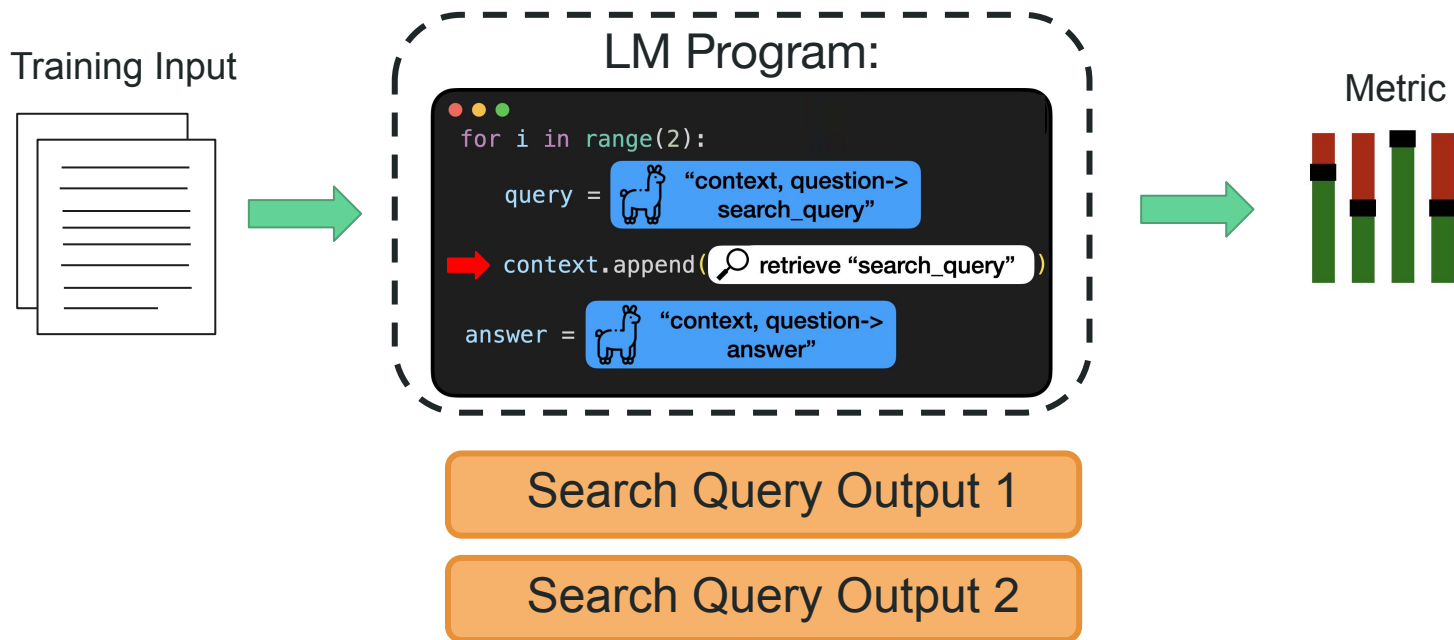 Training Input
LM Program:
Metric
for i in range(2):
query = “context, question->
search_query”
context.append( retrieve “search_query” )
answer = “context, question->
answer”
Search Query Output 1
Search Query Output 2